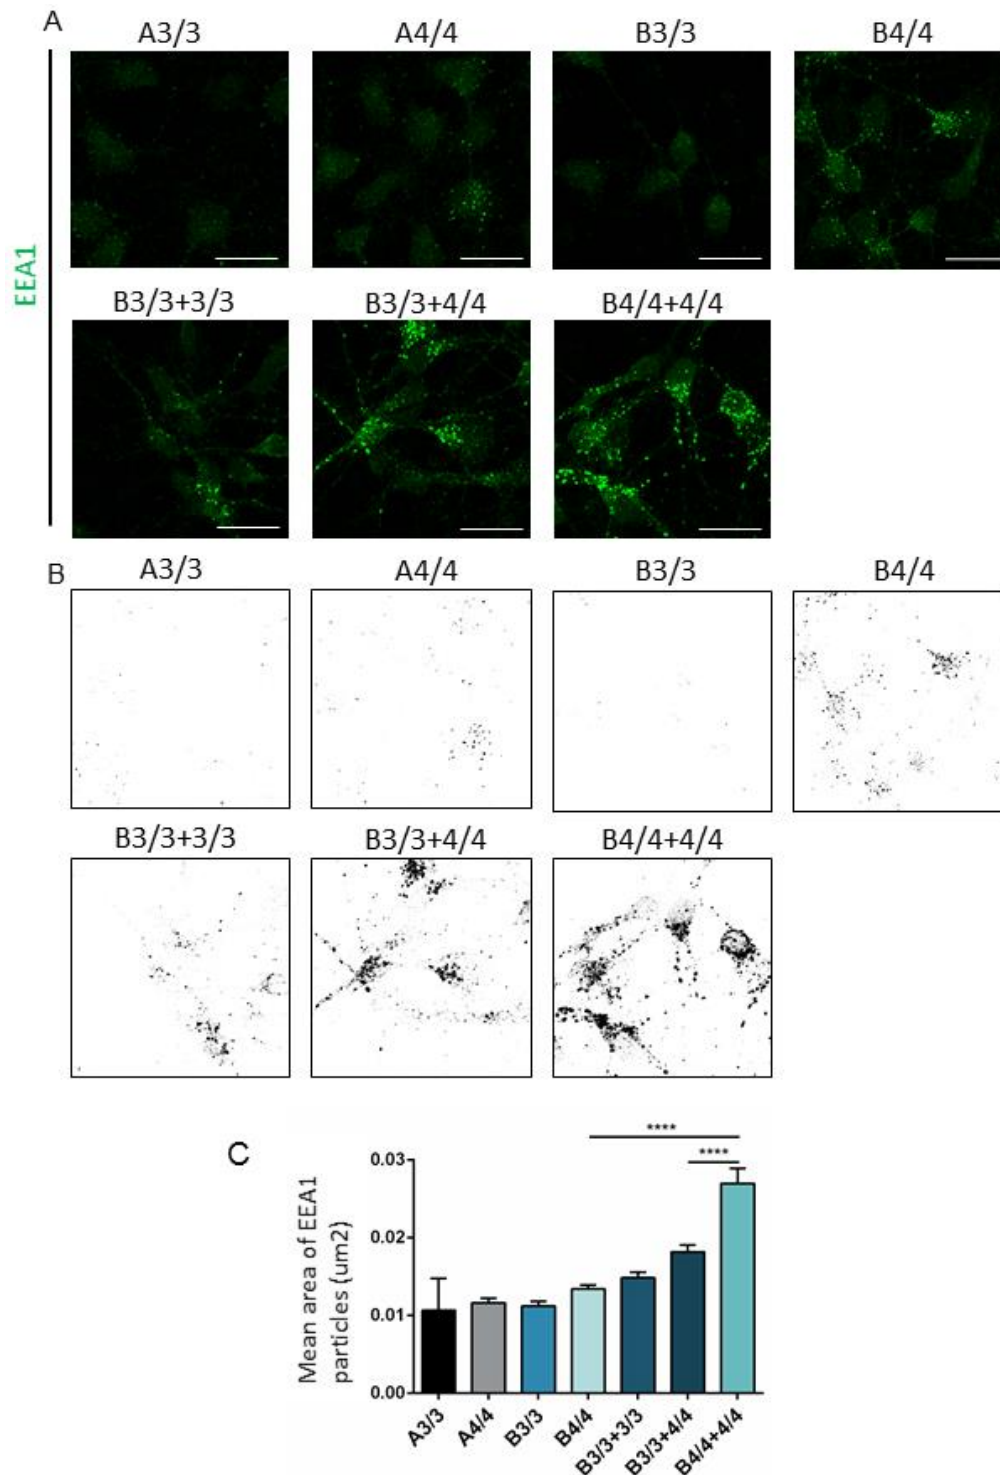 A
A3/3 A4/4 B3/3 B4/4
EEA1
B3/3+3/3 B3/3+4/4 B4/4+4/4
B
A3/3 A4/4 B3/3 B4/4
B3/3+3/3 B3/3+4/4 B4/4+4/4
C
****
****
Mean area of EEA1
particles (um2)
0.03
0.02
0.01
0.00
A3/3 A4/4 B3/3 B4/4 B3/3+3/3 B3/3+4/4 B4/4+4/4